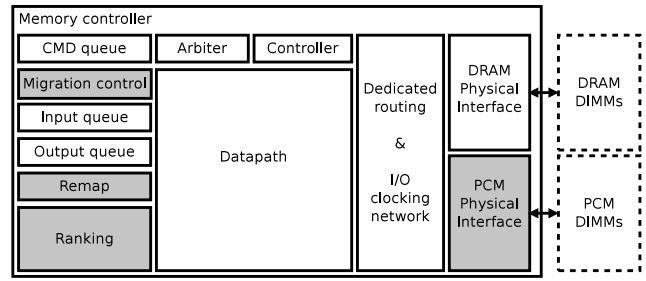 Memory controller
CMD queue
Arbiter
Controller
Migration control
Input queue
Output queue
Remap
Ranking
Datapath
Dedicated
routing
&
I/O
clocking
network
DRAM
Physical
Interface
PCM
Physical
Interface
DRAM
DIMMs
PCM
DIMMs